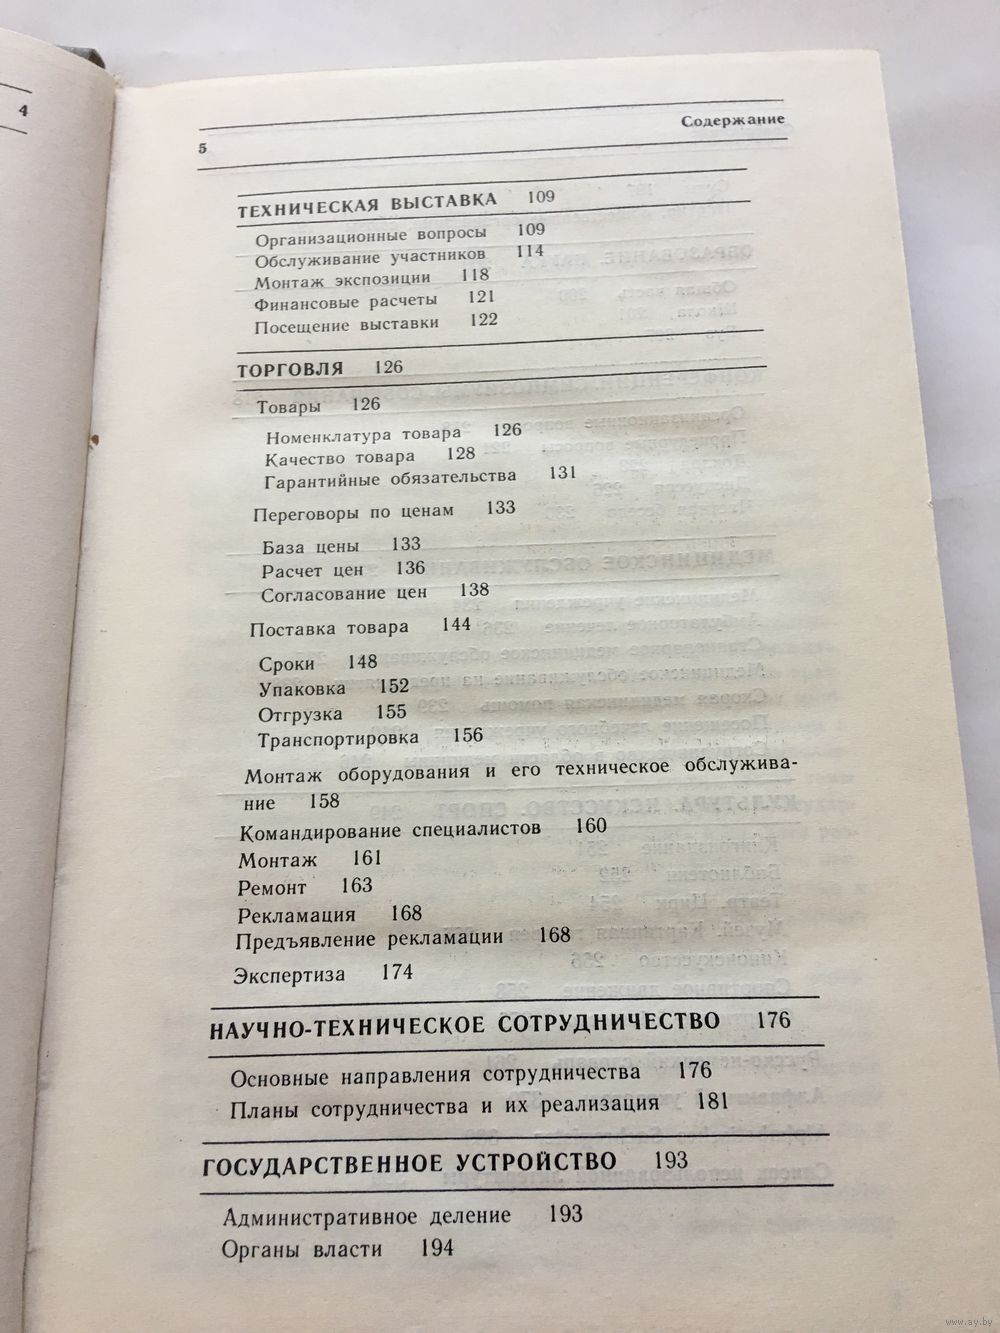 4
5 Содержание
ТЕХНИЧЕСКАЯ ВЫСТАВКА 109
Организационные вопросы 109
Обслуживание участников 114
Монтаж экспозиции 118
Финансовые расчеты 121
Посещение выставки 122
ТОРГОВЛЯ 126
Товары 126
Номенклатура товара 126
Качество товара 128
Гарантийные обязательства 131
Переговоры по ценам 133
База цены 133
Расчет цен 136
Согласование цен 138
Поставка товара 144
Сроки 148
Упаковка 152
Отгрузка 155
Транспортировка 156
Монтаж оборудования и его техническое обслужива-
ние 158
Командирование специалистов 160
Монтаж 161
Ремонт 163
Рекламация 168
Предъявление рекламации 168
Экспертиза 174
НАУЧНО-ТЕХНИЧЕСКОЕ СОТРУДНИЧЕСТВО 176
Основные направления сотрудничества 176
Планы сотрудничества и их реализация 181
ГОСУДАРСТВЕННОЕ УСТРОЙСТВО 193
Административное деление 193
Органы власти 194
www.ay.by